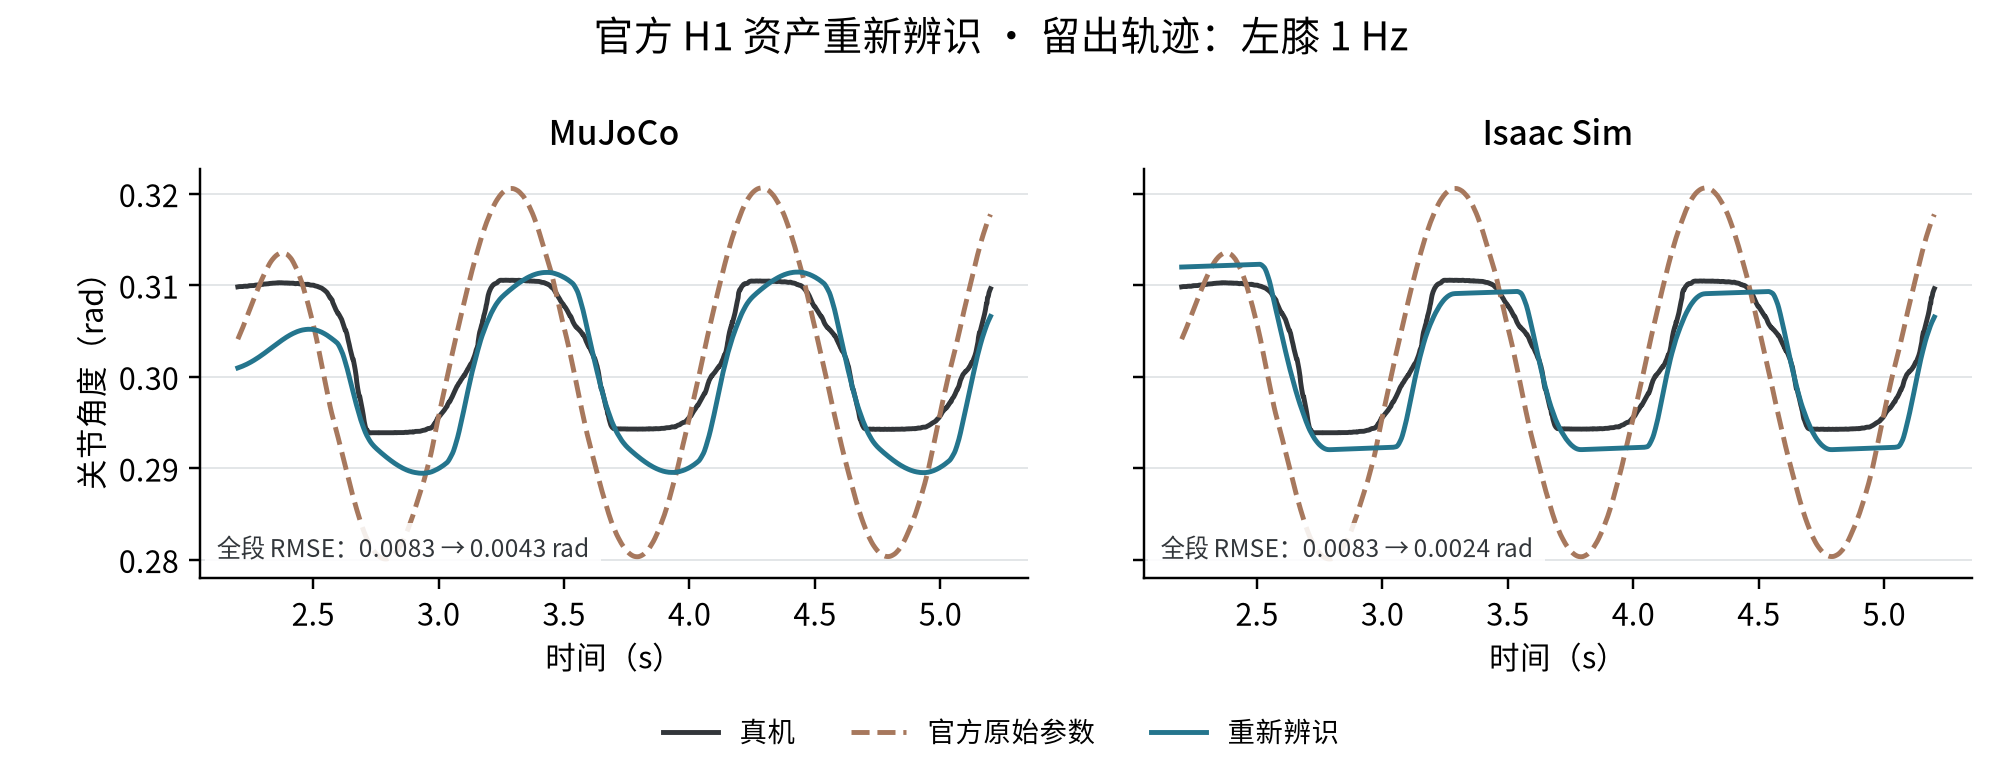 官方 H1 资产重新辨识 · 留出轨迹：左膝 1 Hz
MuJoCo
Isaac Sim
关节角度（rad）
0.32
0.31
0.30
0.29
0.28
全段 RMSE：0.0083 → 0.0043 rad
全段 RMSE：0.0083 → 0.0024 rad
2.5 3.0 3.5 4.0 4.5 5.0
2.5 3.0 3.5 4.0 4.5 5.0
时间（s）
时间（s）
真机 官方原始参数 重新辨识